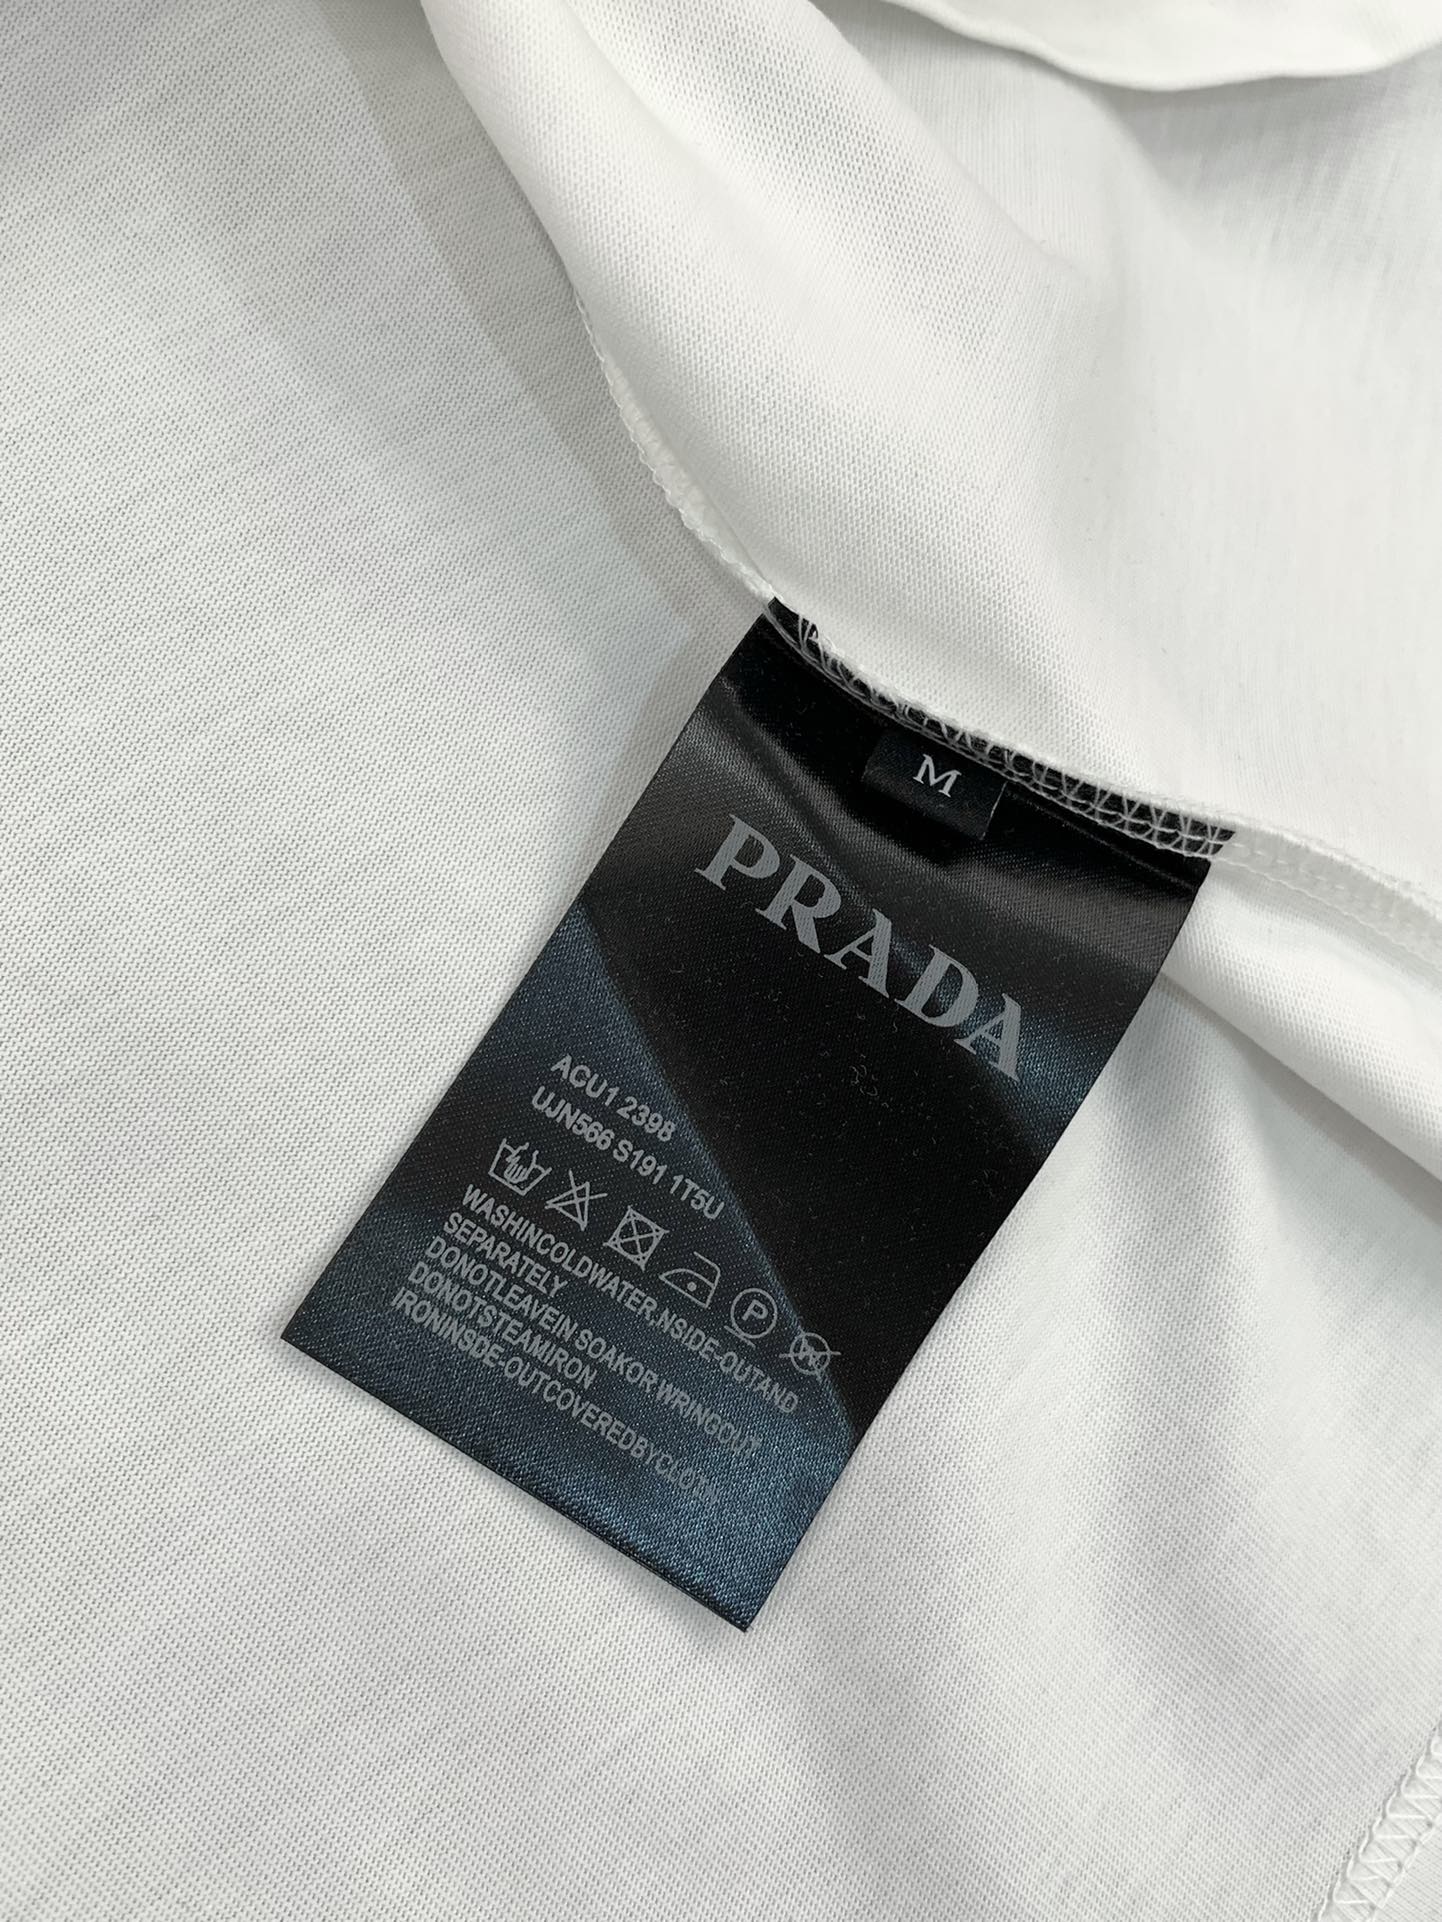 M
PRADA
ACU1 2398
UJN566 S191 1T5U
P
W
WASHINCOLDWATER,NSIDE-OUTAND
SEPARATELY
DONOTLEAVEIN SOAKOR WRINGOUT
DONOTSTEAMIRON
IRONINSDE-OUTCOVEREDBYCLOTH